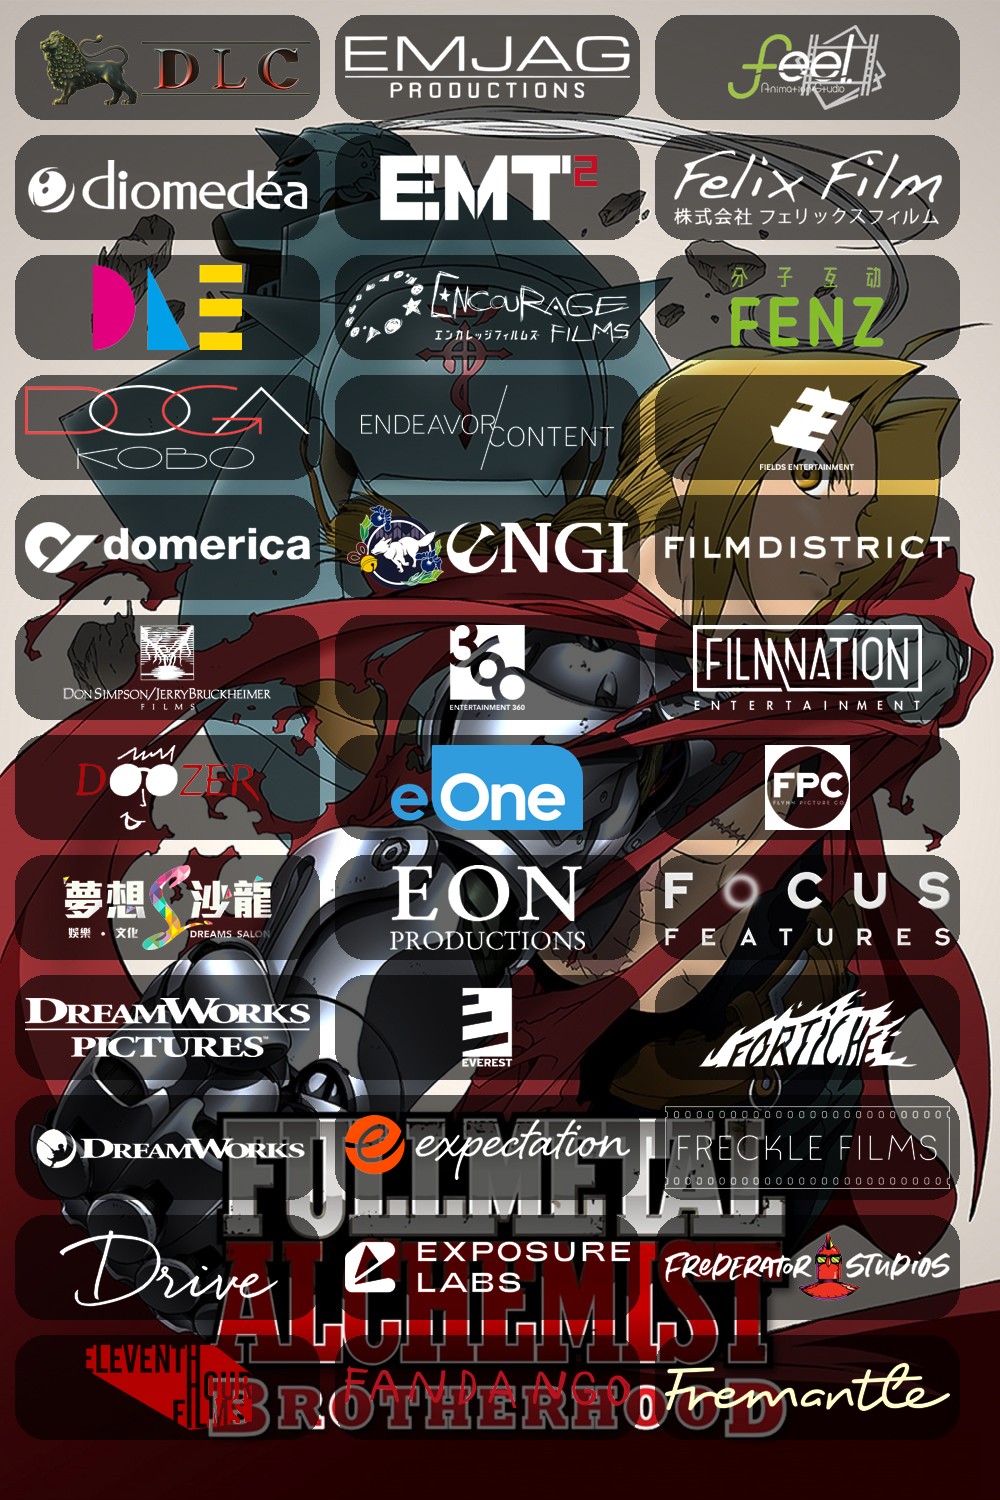 DLC
EMJAG
PRODUCTIONS
feel.
Animation Studio
diomedéa
EMT²
Felix Film
株式会社 フェリックスフィルム
DLE
ENCOURAGE
エンカレッジフィルムズ FILMS
分子互动
FENZ
DOGA
KOBO
ENDEAVOR
CONTENT
FIELDS ENTERTAINMENT
domerica
ENGI
FILMDISTRICT
DON SIMPSON/JERRY BRUCKHEIMER
FILMS
360
ENTERTAINMENT 360
FILMNATION
ENTERTAINMENT
DOOZER
eOne
FPC
FLYNN PICTURE CO
夢想 沙龍
娛樂・文化 DREAMS SALON
EON
PRODUCTIONS
FOCUS
FEATURES
DREAMWORKS
PICTURES
EVEREST
FORTICHE
DREAMWORKS
expectation
FRECKLE FILMS
Drive
EXPOSURE
LABS
FREDERATOR STUDIOS
ELEVENTH
HOUR
FILMS
FANDANGO
Fremantle
FULLMETAL
ALCHEMIST
BROTHERHOOD